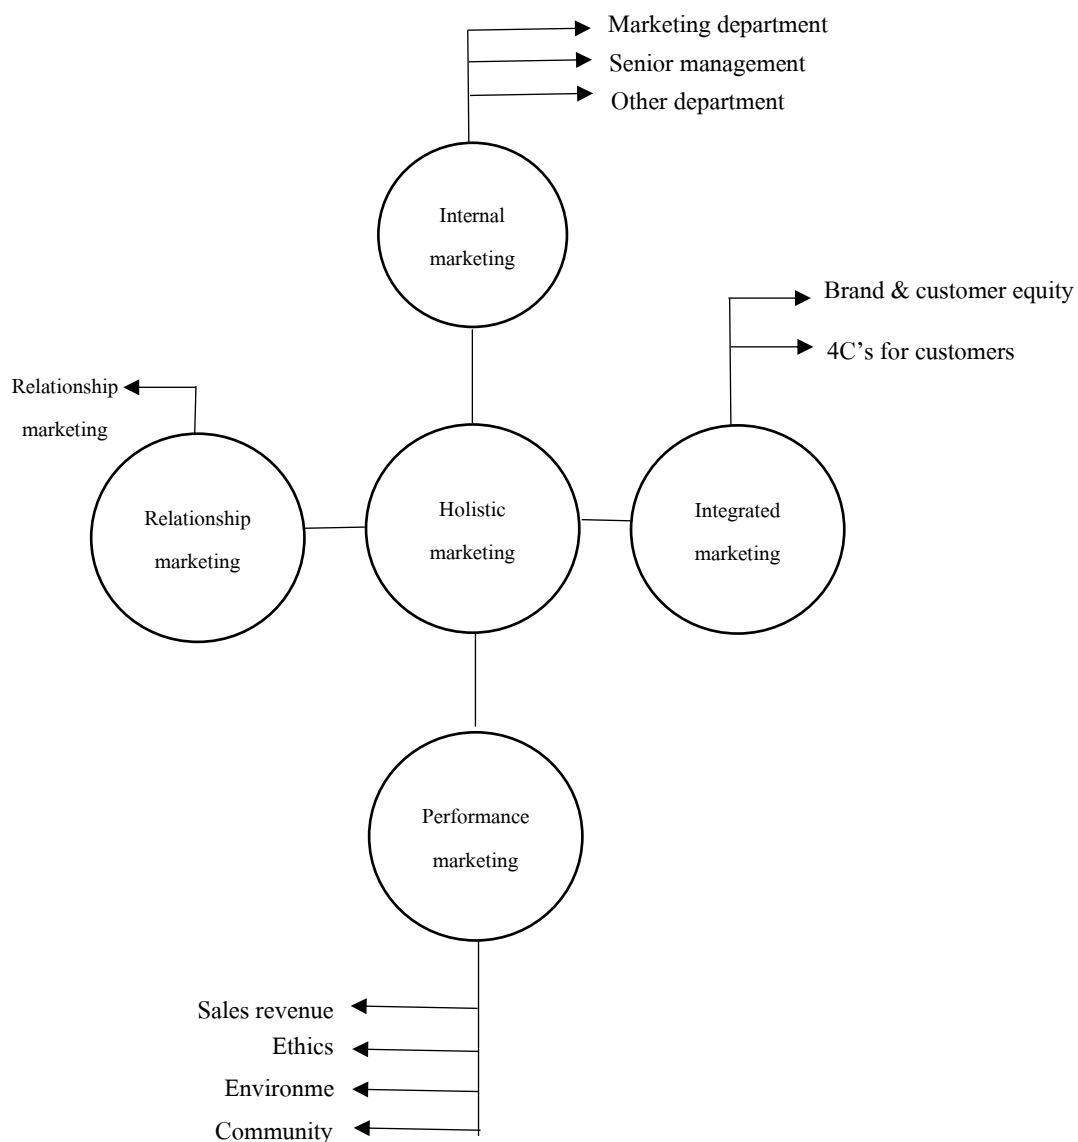 Marketing department
Senior management
Other department
Internal
marketing
Brand & customer equity
4C’s for customers
Relationship
marketing
Relationship
marketing
Holistic
marketing
Integrated
marketing
Performance
marketing
Sales revenue
Ethics
Environme
Community